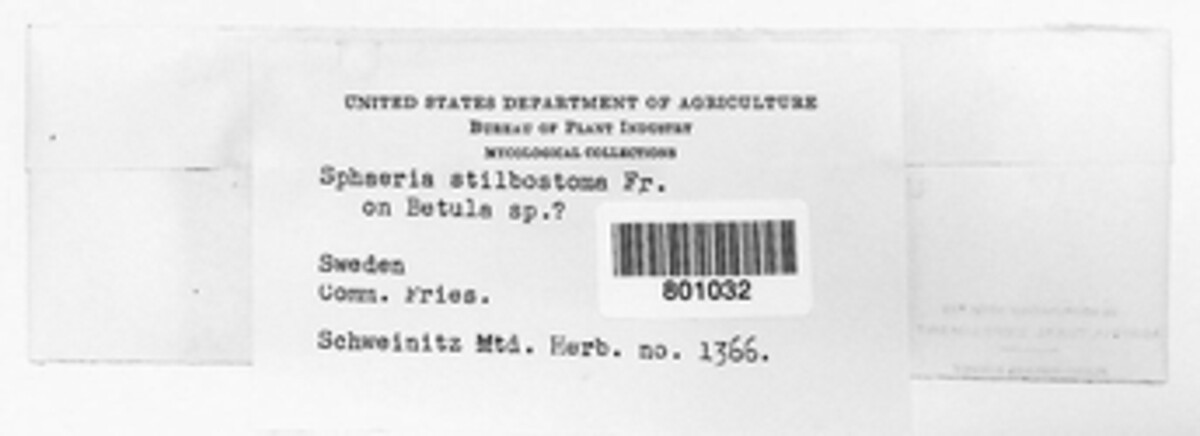 UNITED STATES DEPARTMENT OF AGRICULTURE
BUREAU OF PLANT INDUSTRY
MYCOLOGICAL COLLECTIONS
Sphaeria stilbostoma Fr.
on Betula sp.?
Sweden
Comm. Fries.
801032
Schweinitz Mtd. Herb. no. 1366.